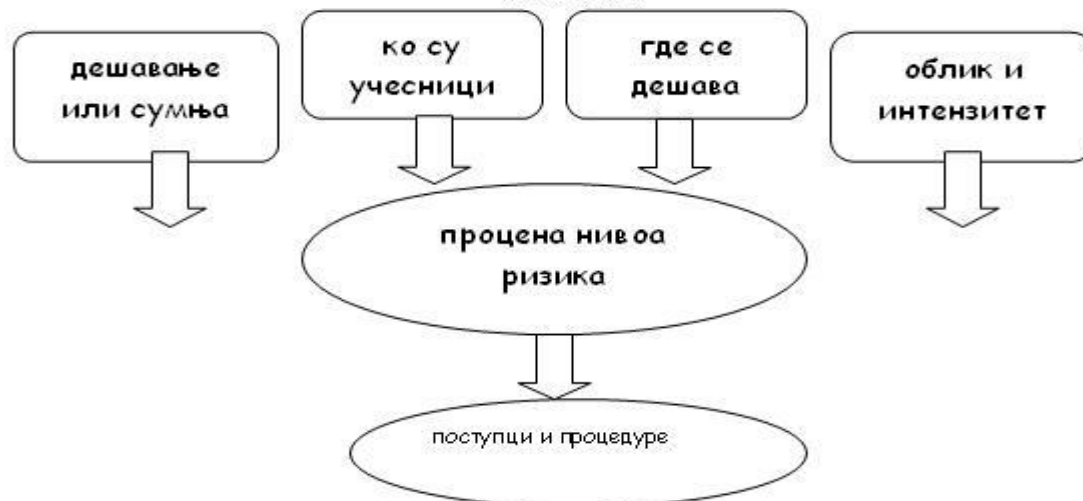 дешавање
или сумња
ко су
учесници
где се
дешава
облик и
интензитет
процена нивоа
ризика
поступци и процедуре